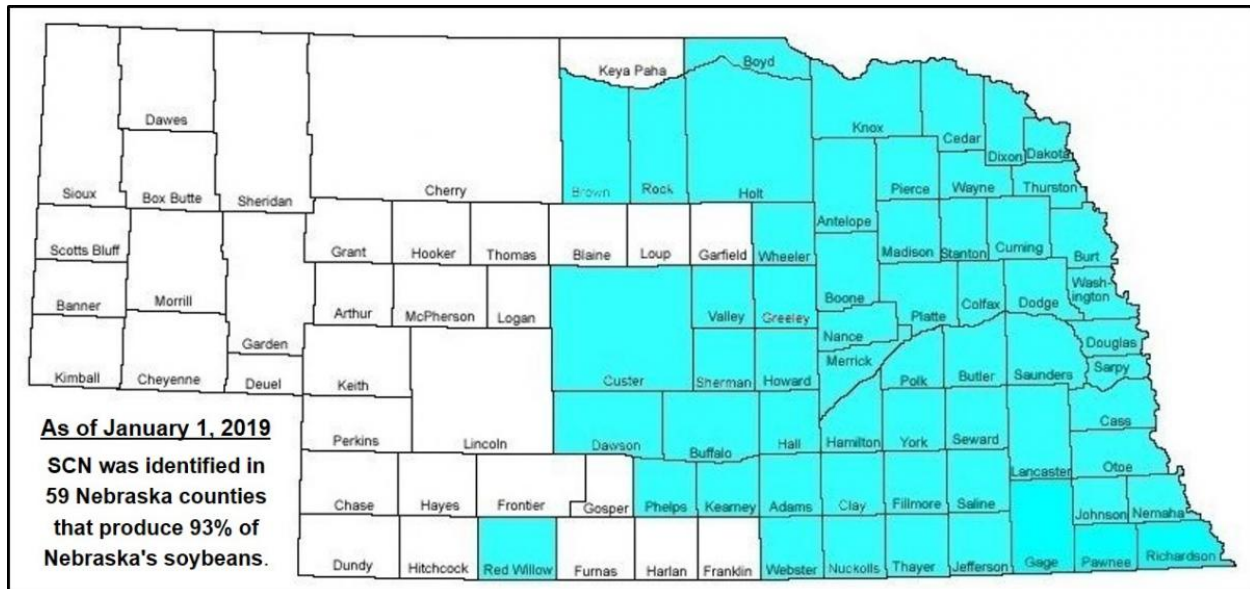 Keya Paha
Boyd
Dawes
Knox
Cedar
Dixon
Dakota
Sioux
Box Butte
Sheridan
Cherry
Brown
Rock
Holt
Pierce
Wayne
Thurston
Antelope
Scotts Bluff
Grant
Hooker
Thomas
Blaine
Loup
Garfield
Wheeler
Madison
Stanton
Cuming
Burt
Banner
Morrill
Garden
Arthur
McPherson
Logan
Valley
Greeley
Boone
Nance
Platte
Colfax
Dodge
Wash-
ington
Kimball
Cheyenne
Deuel
Keith
Custer
Sherman
Howard
Merrick
Polk
Butler
Saunders
Douglas
Sarpy
As of January 1, 2019
SCN was identified in
59 Nebraska counties
that produce 93% of
Nebraska's soybeans.
Perkins
Lincoln
Dawson
Buffalo
Hall
Hamilton
York
Seward
Lancaster
Cass
Otoe
Chase
Hayes
Frontier
Gosper
Phelps
Kearney
Adams
Clay
Fillmore
Saline
Johnson
Nemaha
Dundy
Hitchcock
Red Willow
Furnas
Harlan
Franklin
Webster
Nuckolls
Thayer
Jefferson
Gage
Pawnee
Richardson